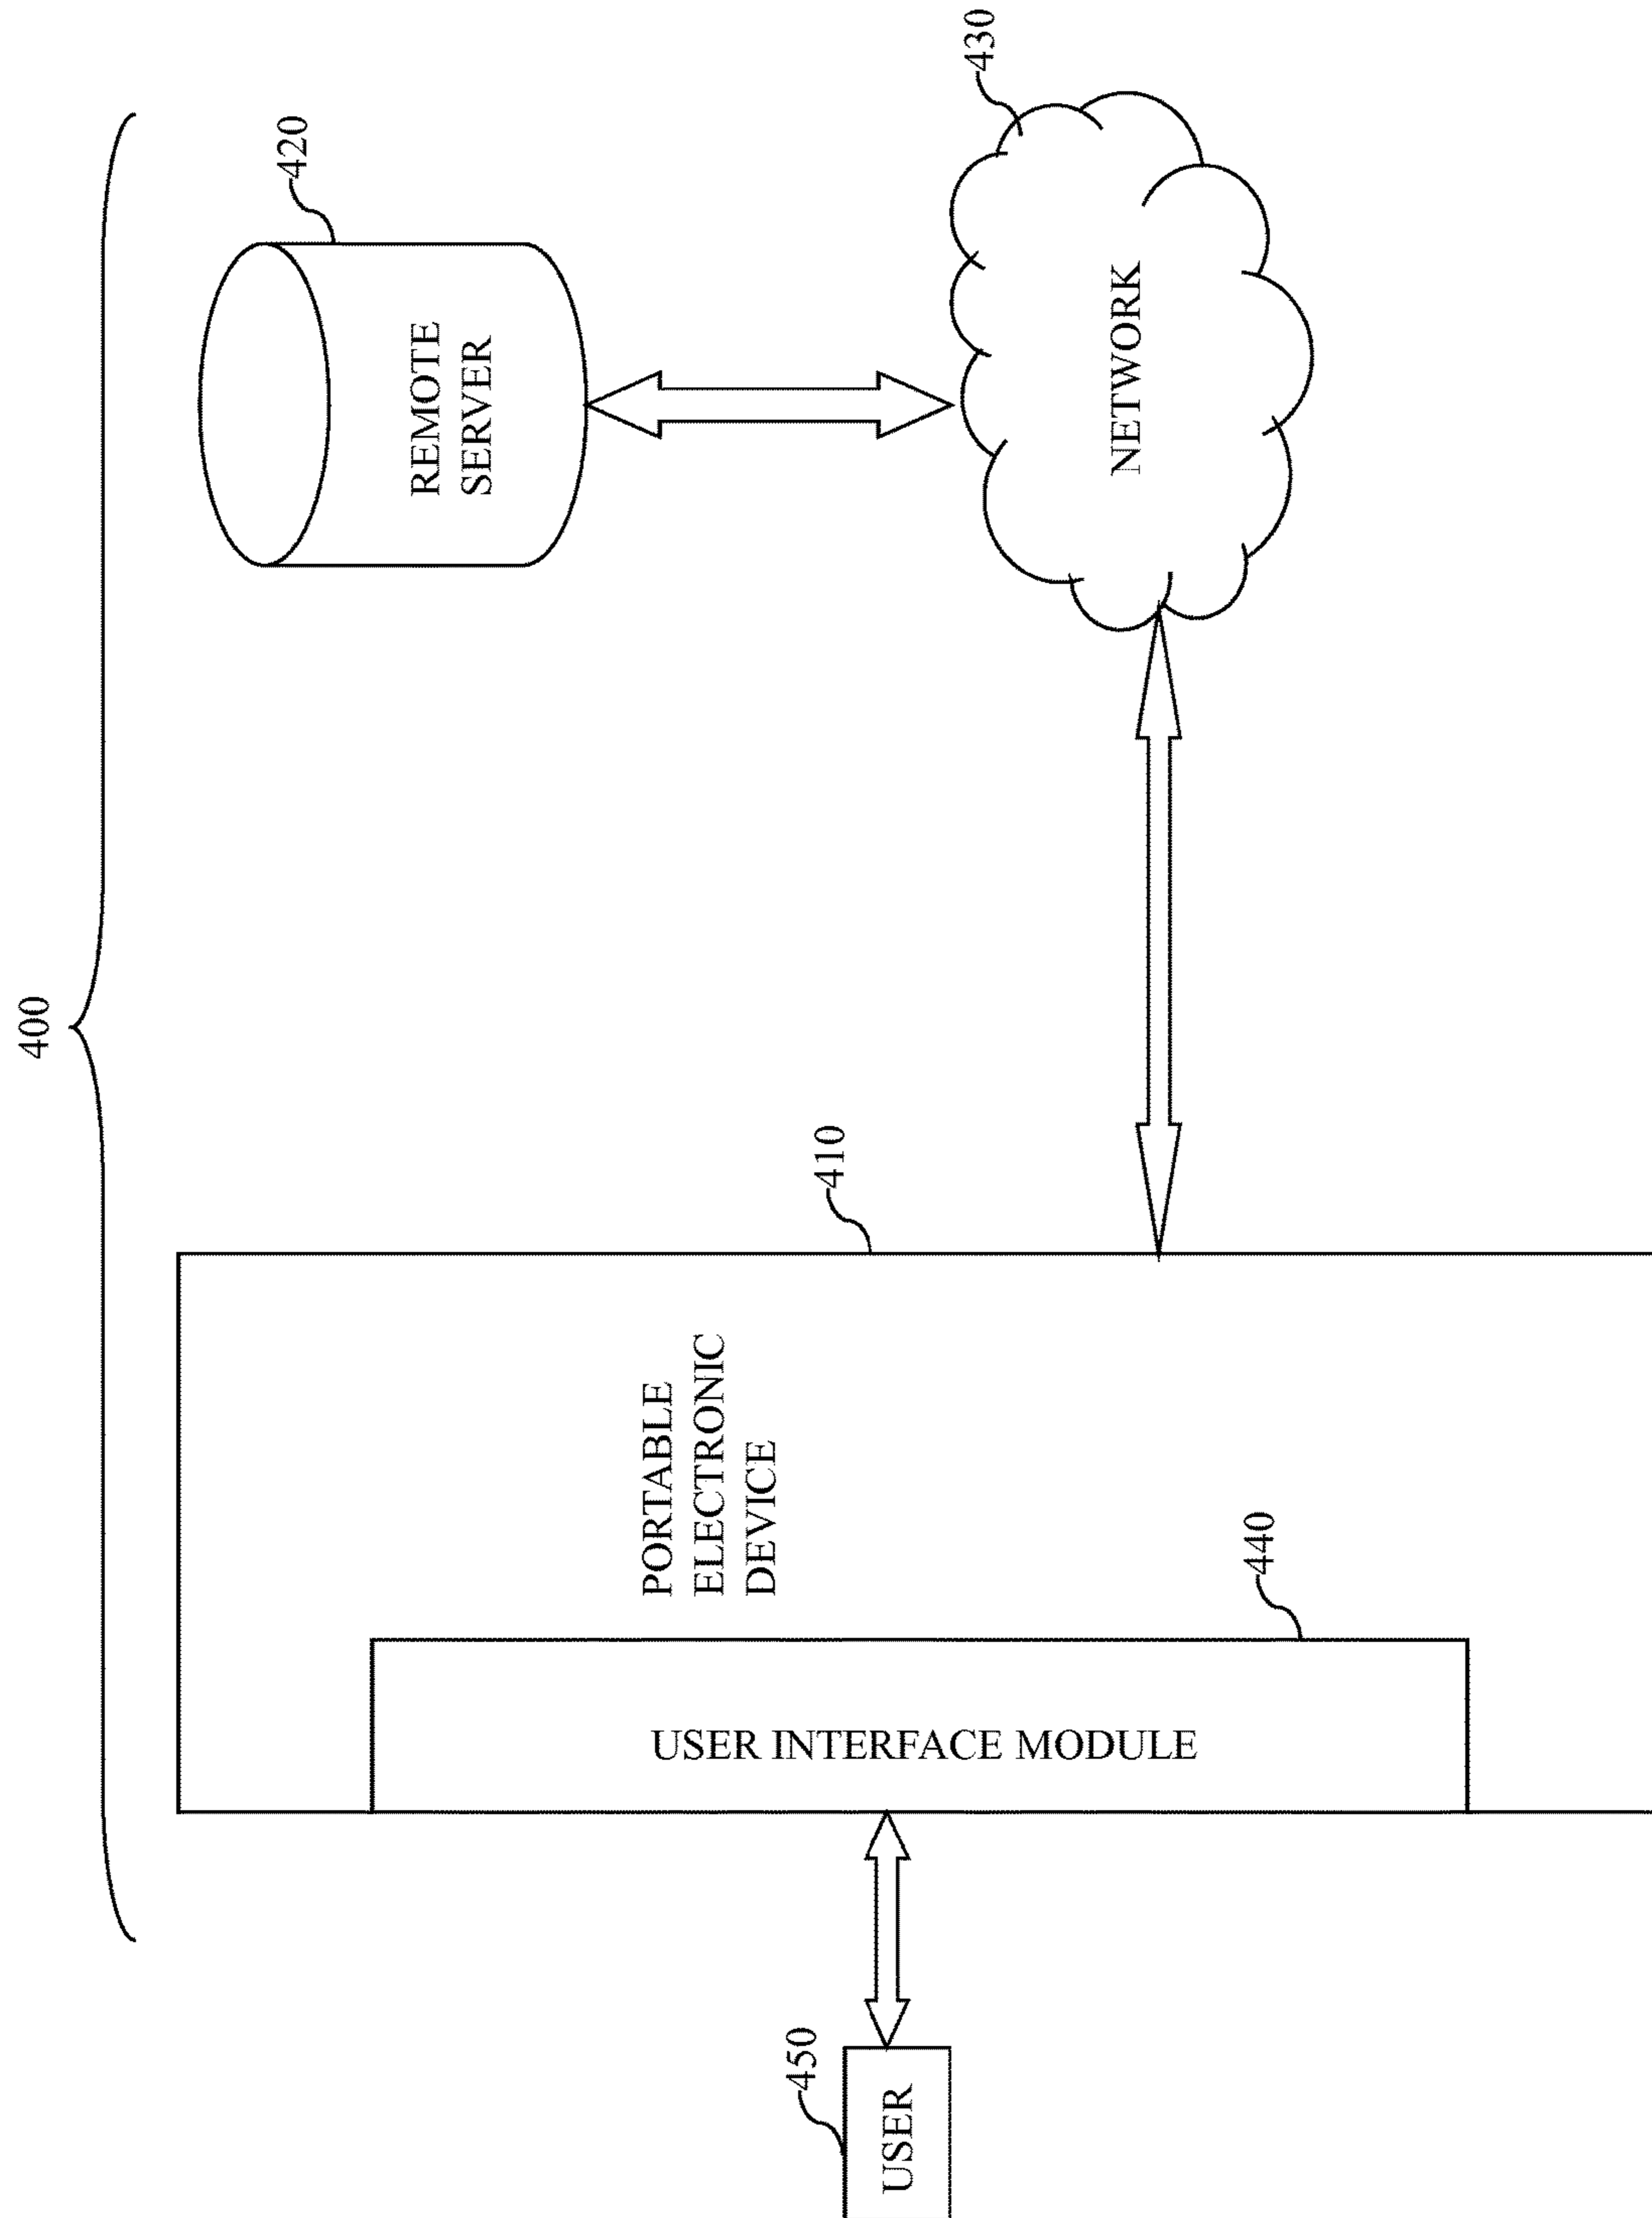 400
420
REMOTE
SERVER
430
NETWORK
410
PORTABLE
ELECTRONIC
DEVICE
440
USER INTERFACE MODULE
450
USER